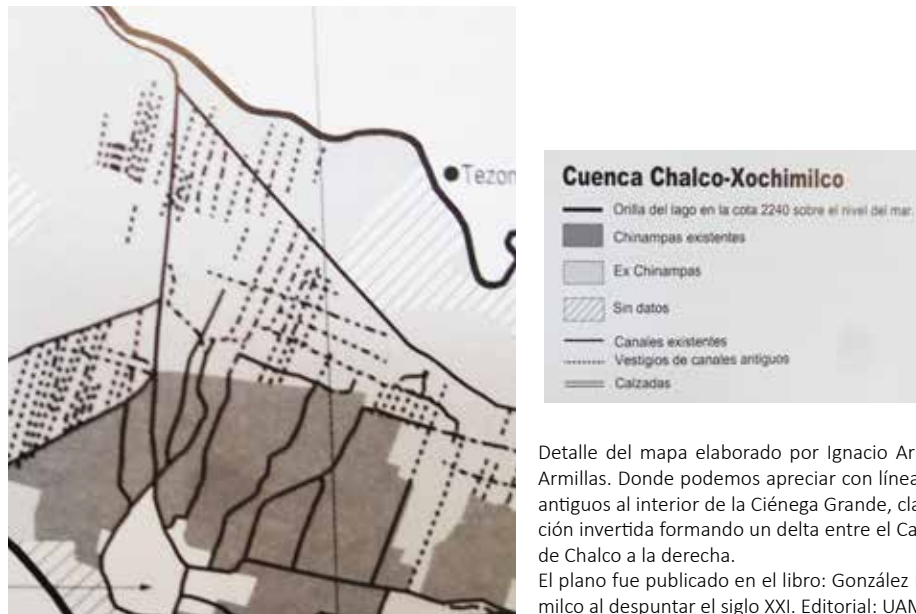 Tezon
Cuenca Chalco-Xochimilco
Orilla del lago en la cota 2240 sobre el nivel del mar.
Chinampas existentes
Ex Chinampas
Sin datos
Canales existentes
Vestigios de canales antiguos
Calzadas
Detalle del mapa elaborado por Ignacio Ar
Armillas. Donde podemos apreciar con línea
antiguos al interior de la Ciénega Grande, cla
ción invertida formando un delta entre el Ca
de Chalco a la derecha.
El plano fue publicado en el libro: González
milco al despuntar el siglo XXI. Editorial: UAM